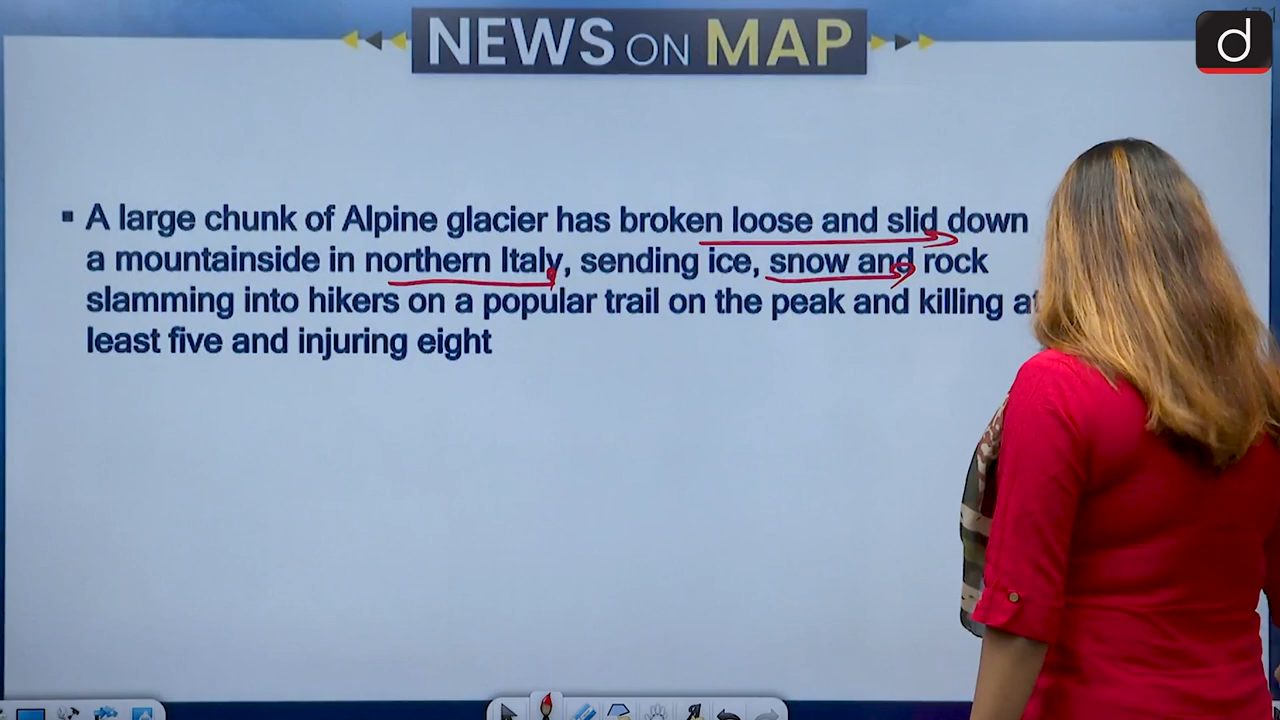 NEWS ON MAP
d
▪ A large chunk of Alpine glacier has broken loose and slid down
a mountainside in northern Italy, sending ice, snow and rock
slamming into hikers on a popular trail on the peak and killing at
least five and injuring eight